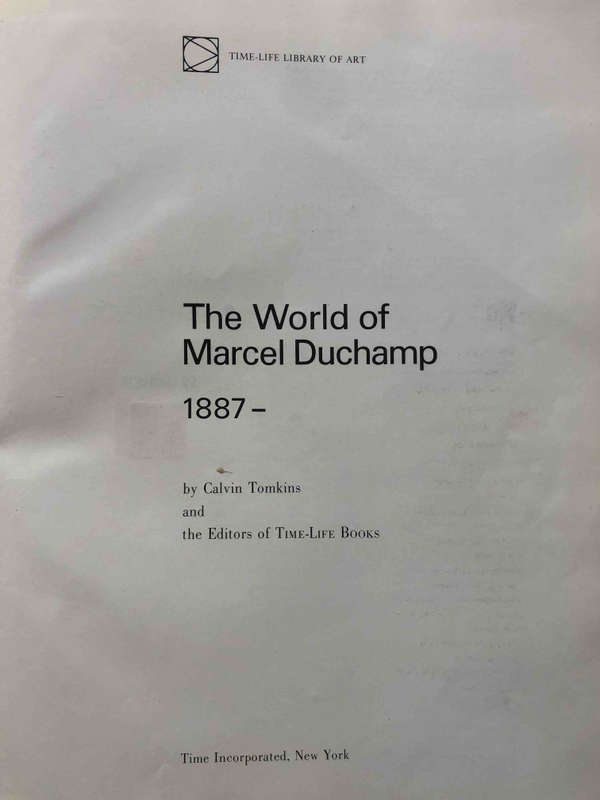 TIME-LIFE LIBRARY OF ART
The World of
Marcel Duchamp
1887 –
by Calvin Tomkins
and
the Editors of TIME-LIFE BOOKS
Time Incorporated, New York